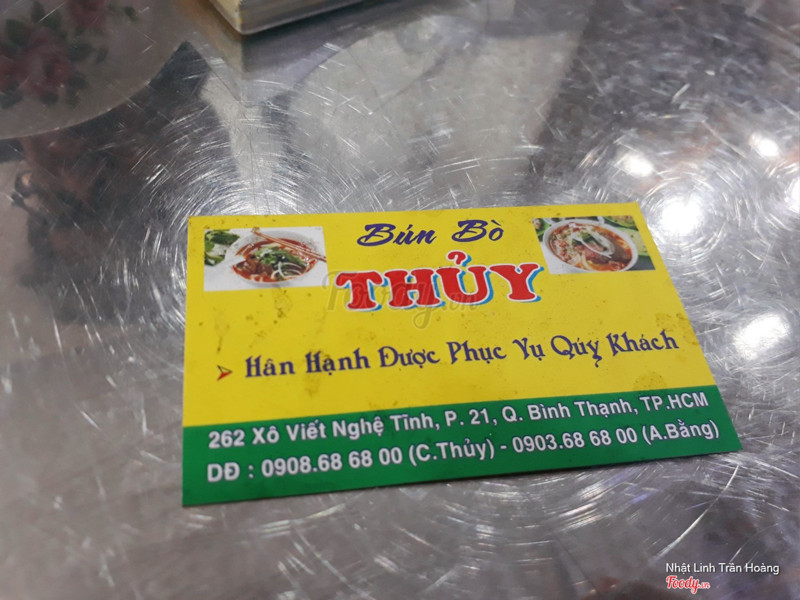 Bún Bò
THỦY
Hân Hạnh Được Phục Vụ Qúy Khách
262 Xô Viết Nghệ Tĩnh, P. 21, Q. Bình Thạnh, TP.HCM
DĐ : 0908.68 68 00 (C.Thủy) - 0903.68 68 00 (A.Bằng)
Nhật Linh Trần Hoàng
Foody.vn